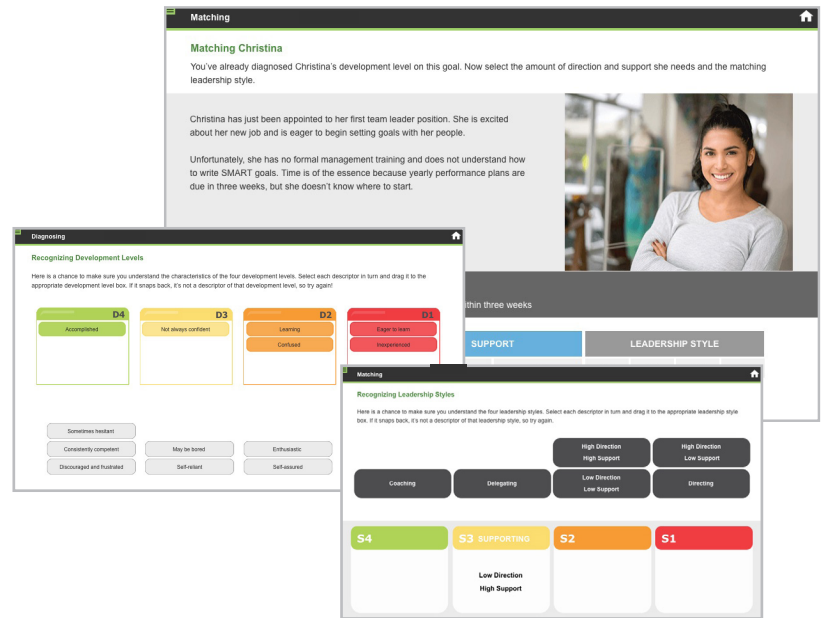 Matching
Matching Christina
You've already diagnosed Christina's development level on this goal. Now select the amount of direction and support she needs and the matching
leadership style.
Christina has just been appointed to her first team leader position. She is excited
about her new job and is eager to begin setting goals with her people.
Unfortunately, she has no formal management training and does not understand how
to write SMART goals. Time is of the essence because yearly performance plans are
due in three weeks, but she doesn't know where to start.
within three weeks
SUPPORT
LEADERSHIP STYLE
Diagnosing
Recognizing Development Levels
Here is a chance to make sure you understand the characteristics of the four development levels. Select each descriptor in turn and drag it to the
appropriate development level box. If it snaps back, it's not a descriptor of that development level, so try again!
D4
D3
D2
D1
Accomplished
Not always confident
Learning
Eager to learn
Confused
Inexperienced
Sometimes hesitant
Consistently competent
May be bored
Enthusiastic
Discouraged and frustrated
Self-reliant
Self-assured
Matching
Recognizing Leadership Styles
Here is a chance to make sure you understand the four leadership styles. Select each descriptor in turn and drag it to the appropriate leadership style
box. If it snaps back, it's not a descriptor of that leadership style, so try again.
High Direction
High Support
High Direction
Low Support
Coaching
Delegating
Low Direction
Low Support
Directing
S4
S3 SUPPORTING
S2
S1
Low Direction
High Support